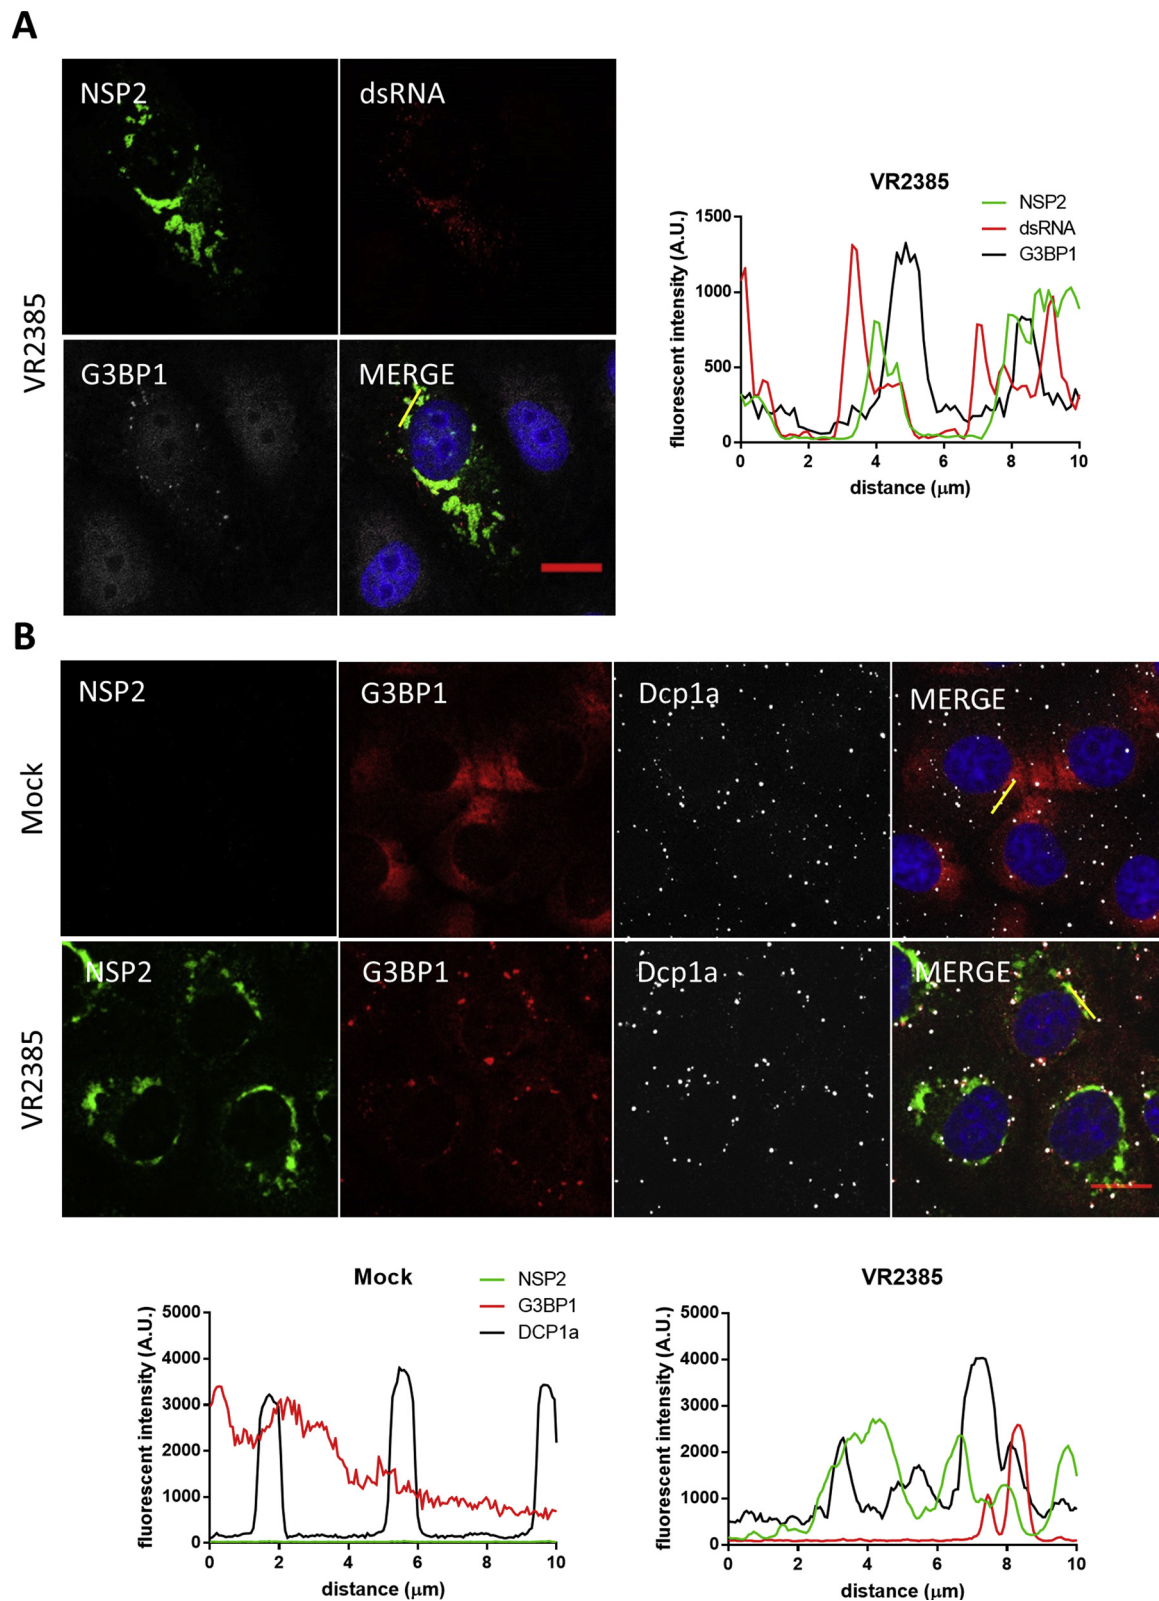 A
NSP2
dsRNA
VR2385
G3BP1
MERGE
VR2385
NSP2
dsRNA
G3BP1
fluorescent intensity (A.U.)
1500
1000
500
0
0 2 4 6 8 10
distance (μm)
B
Mock
NSP2
G3BP1
Dcp1a
MERGE
VR2385
NSP2
G3BP1
Dcp1a
MERGE
Mock
NSP2
G3BP1
DCP1a
fluorescent intensity (A.U.)
5000
4000
3000
2000
1000
0
0 2 4 6 8 10
distance (μm)
VR2385
fluorescent intensity (A.U.)
5000
4000
3000
2000
1000
0
0 2 4 6 8 10
distance (μm)